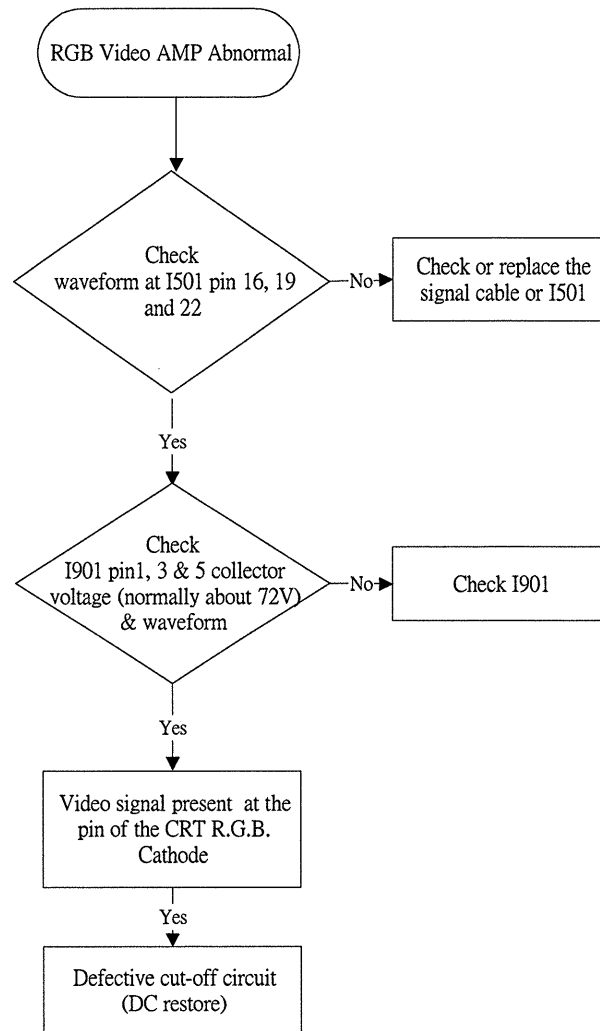 RGB Video AMP Abnormal
Check
waveform at I501 pin 16, 19
and 22
No
Check or replace the
signal cable or I501
Yes
Check
I901 pin1, 3 & 5 collector
voltage (normally about 72V)
& waveform
No
Check I901
Yes
Video signal present at the
pin of the CRT R.G.B.
Cathode
Yes
Defective cut-off circuit
(DC restore)